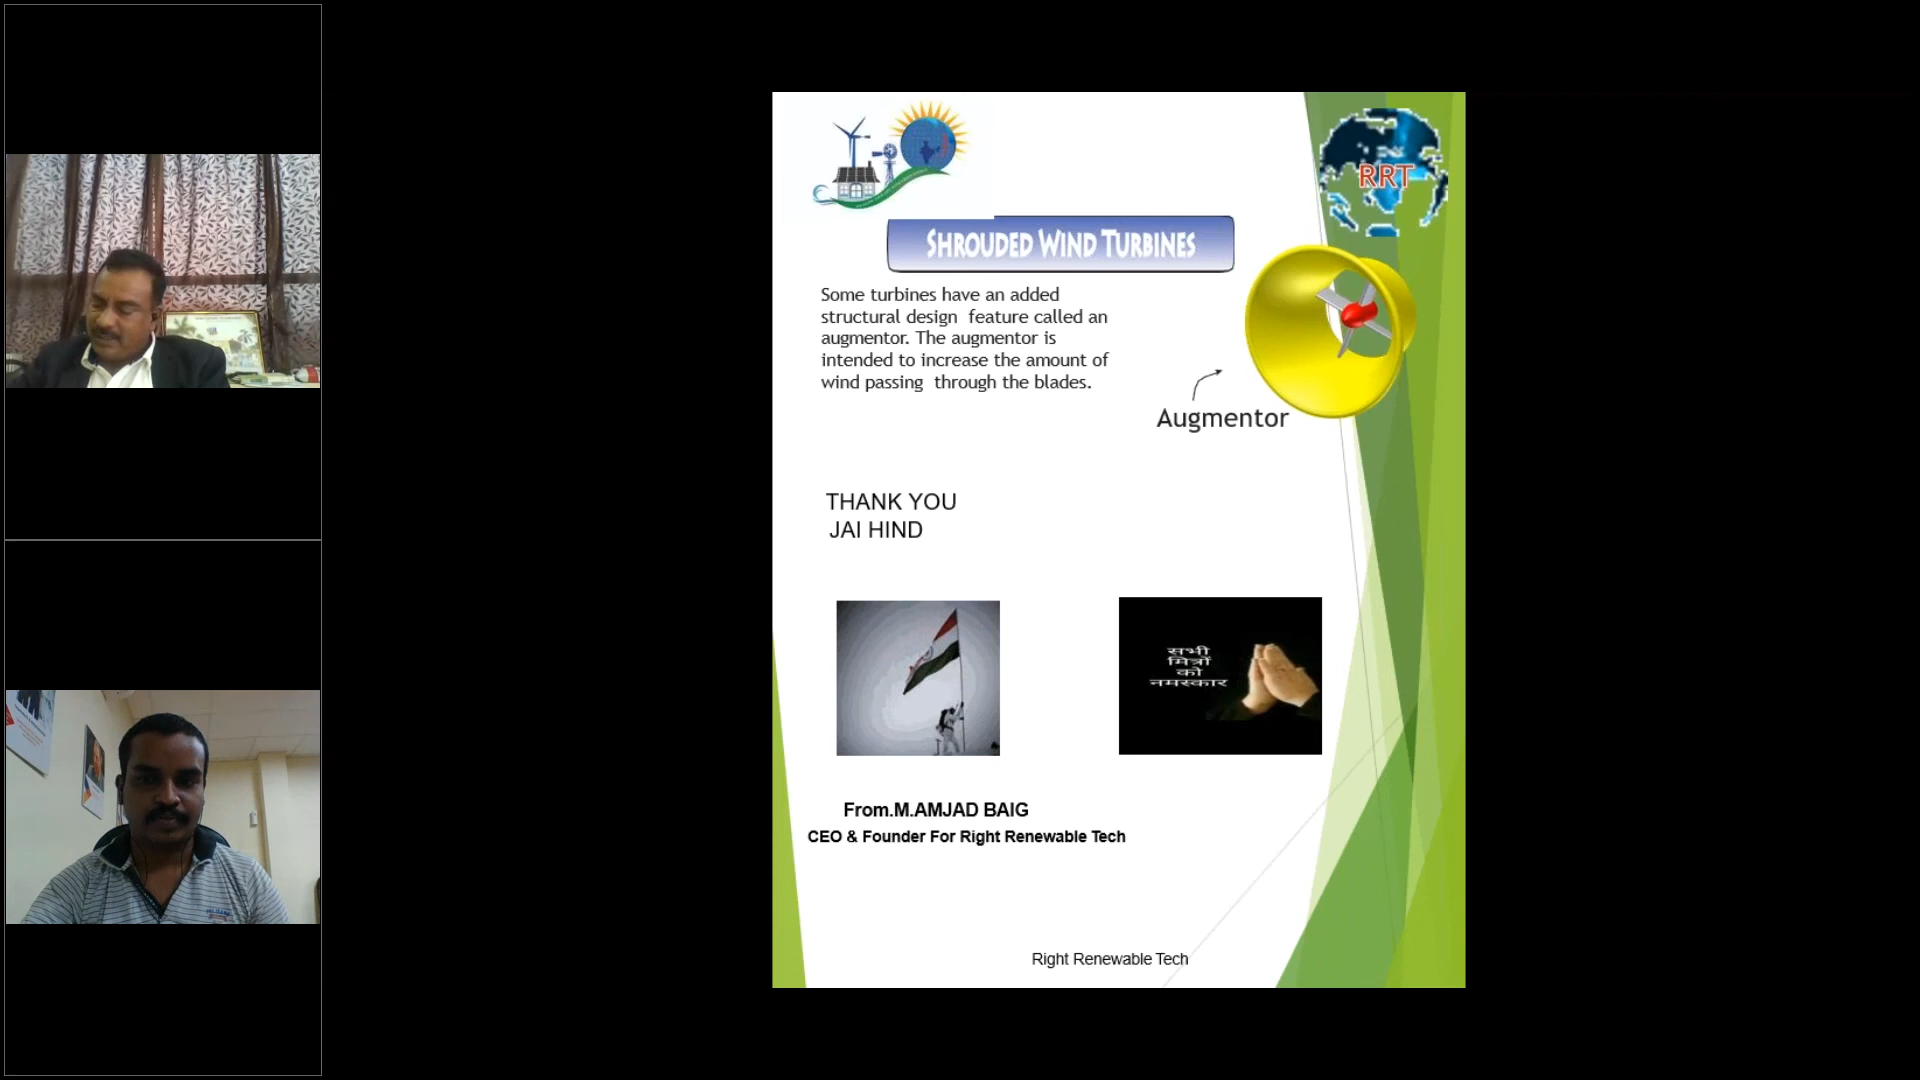 RRT
SHROUDED WIND TURBINES
Some turbines have an added
structural design feature called an
augmentor. The augmentor is
intended to increase the amount of
wind passing through the blades.
Augmentor
THANK YOU
JAI HIND
सभी
मित्रों
को
नमस्कार
From.M.AMJAD BAIG
CEO & Founder For Right Renewable Tech
Right Renewable Tech